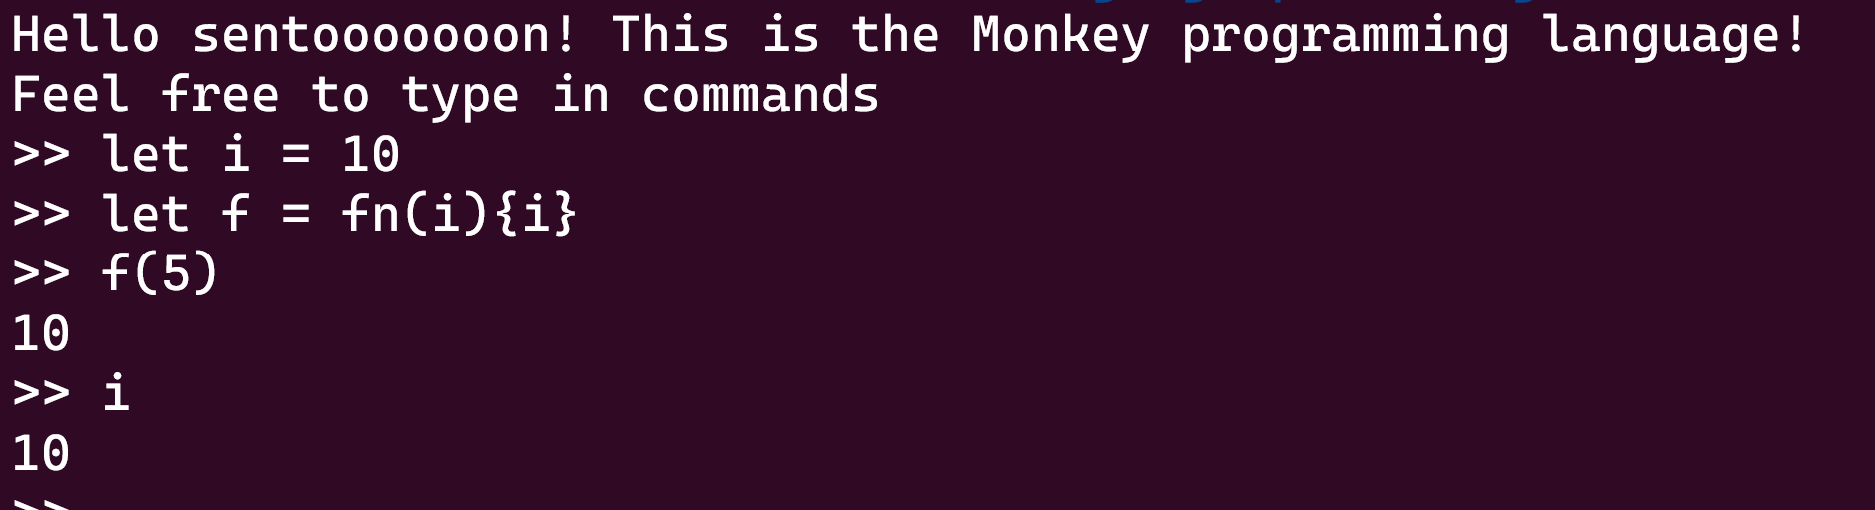 Hello sentooooooon! This is the Monkey programming language!
Feel free to type in commands
>> let i = 10
>> let f = fn(i){i}
>> f(5)
10
>> i
10
>>